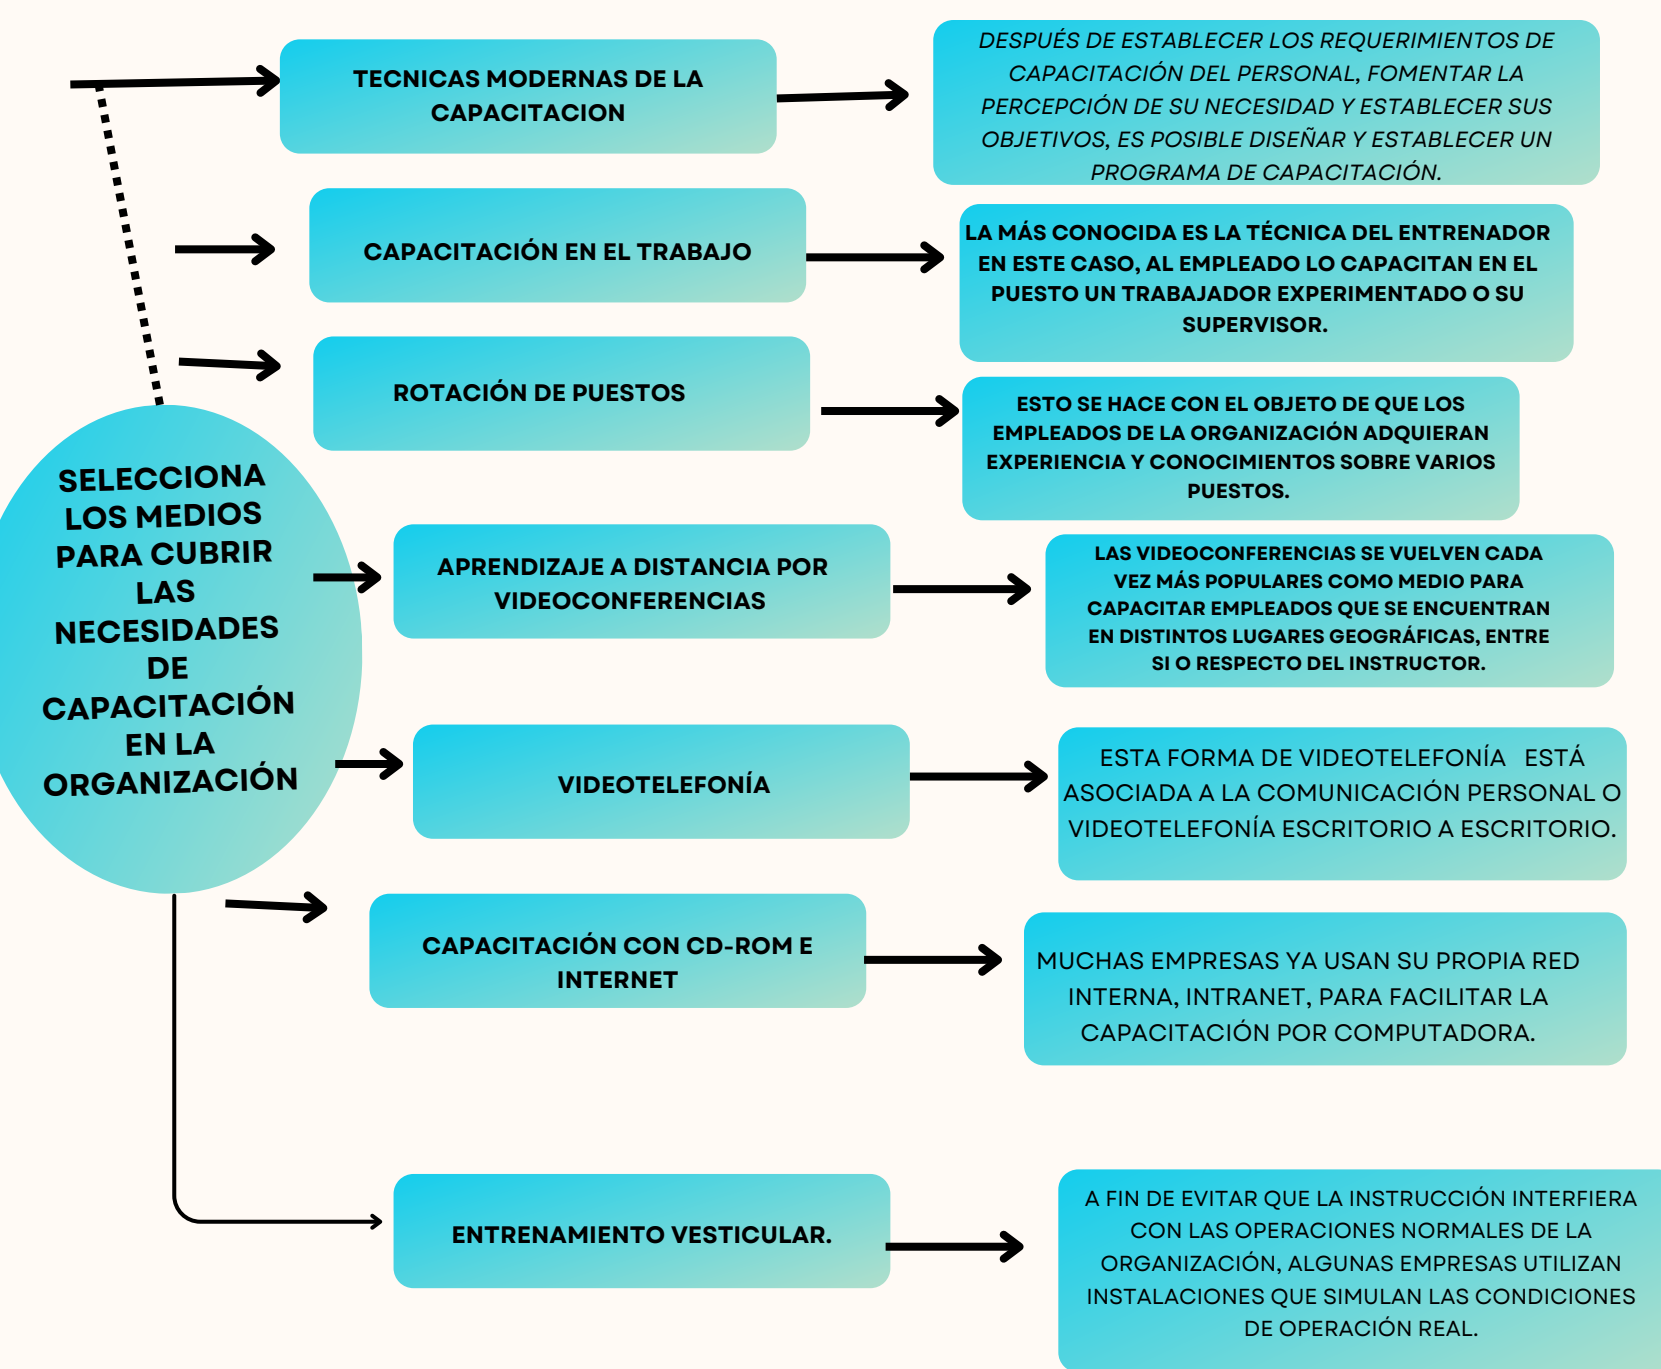 TECNICAS MODERNAS DE LA
CAPACITACION
DESPUÉS DE ESTABLECER LOS REQUERIMIENTOS DE
CAPACITACIÓN DEL PERSONAL, FOMENTAR LA
PERCEPCIÓN DE SU NECESIDAD Y ESTABLECER SUS
OBJETIVOS, ES POSIBLE DISEÑAR Y ESTABLECER UN
PROGRAMA DE CAPACITACIÓN.
CAPACITACIÓN EN EL TRABAJO
LA MÁS CONOCIDA ES LA TÉCNICA DEL ENTRENADOR
EN ESTE CASO, AL EMPLEADO LO CAPACITAN EN EL
PUESTO UN TRABAJADOR EXPERIMENTADO O SU
SUPERVISOR.
ROTACIÓN DE PUESTOS
ESTO SE HACE CON EL OBJETO DE QUE LOS
EMPLEADOS DE LA ORGANIZACIÓN ADQUIERAN
EXPERIENCIA Y CONOCIMIENTOS SOBRE VARIOS
PUESTOS.
SELECCIONA
LOS MEDIOS
PARA CUBRIR
LAS
NECESIDADES
DE
CAPACITACIÓN
EN LA
ORGANIZACIÓN
APRENDIZAJE A DISTANCIA POR
VIDEOCONFERENCIAS
LAS VIDEOCONFERENCIAS SE VUELVEN CADA
VEZ MÁS POPULARES COMO MEDIO PARA
CAPACITAR EMPLEADOS QUE SE ENCUENTRAN
EN DISTINTOS LUGARES GEOGRÁFICAS, ENTRE
SI O RESPECTO DEL INSTRUCTOR.
VIDEOTELEFONÍA
ESTA FORMA DE VIDEOTELEFONÍA ESTÁ
ASOCIADA A LA COMUNICACIÓN PERSONAL O
VIDEOTELEFONÍA ESCRITORIO A ESCRITORIO.
CAPACITACIÓN CON CD-ROM E
INTERNET
MUCHAS EMPRESAS YA USAN SU PROPIA RED
INTERNA, INTRANET, PARA FACILITAR LA
CAPACITACIÓN POR COMPUTADORA.
ENTRENAMIENTO VESTICULAR.
A FIN DE EVITAR QUE LA INSTRUCCIÓN INTERFIERA
CON LAS OPERACIONES NORMALES DE LA
ORGANIZACIÓN, ALGUNAS EMPRESAS UTILIZAN
INSTALACIONES QUE SIMULAN LAS CONDICIONES
DE OPERACIÓN REAL.